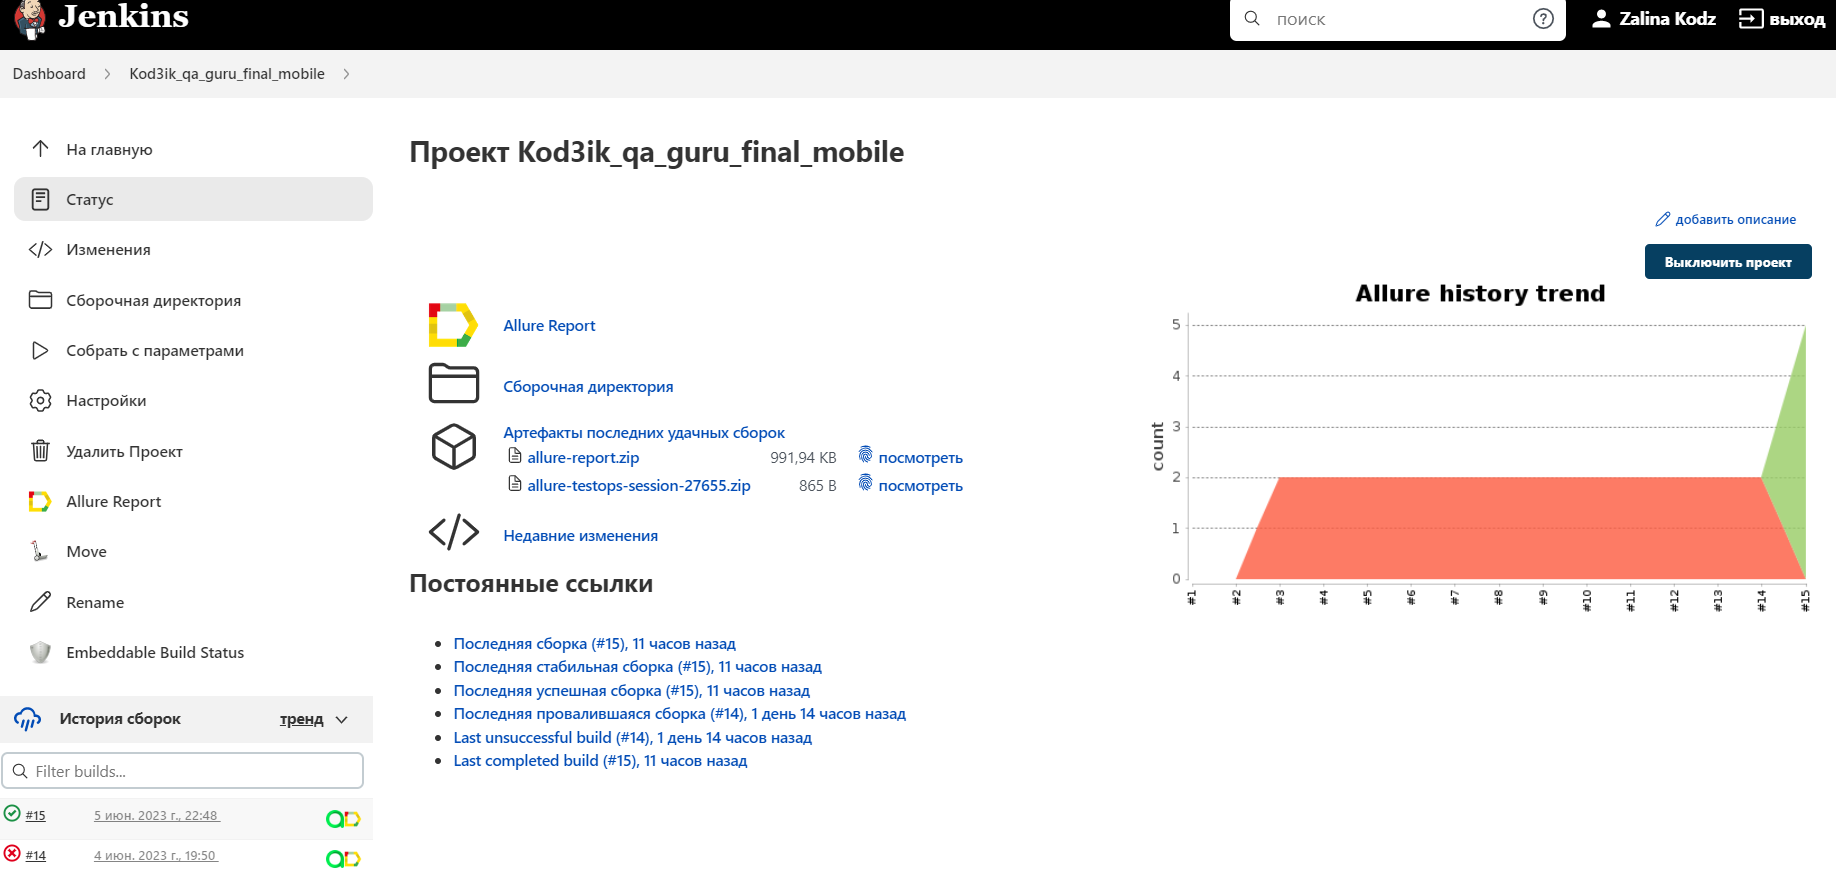 Jenkins
поиск
Zalina Kodz
выход
Dashboard
Kod3ik_qa_guru_final_mobile
На главную
Статус
Изменения
Сборочная директория
Собрать с параметрами
Настройки
Удалить Проект
Allure Report
Move
Rename
Embeddable Build Status
История сборок
тренд
Filter builds...
#15
5 июн. 2023 г., 22:48
#14
4 июн. 2023 г., 19:50
Проект Kod3ik_qa_guru_final_mobile
добавить описание
Выключить проект
Allure Report
Сборочная директория
Артефакты последних удачных сборок
allure-report.zip 991,94 KB посмотреть
allure-testops-session-27655.zip 865 B посмотреть
Недавние изменения
Постоянные ссылки
Последняя сборка (#15), 11 часов назад
Последняя стабильная сборка (#15), 11 часов назад
Последняя успешная сборка (#15), 11 часов назад
Последняя провалившаяся сборка (#14), 1 день 14 часов назад
Last unsuccessful build (#14), 1 день 14 часов назад
Last completed build (#15), 11 часов назад
Allure history trend
count
5
4
3
2
1
0
#1 #2 #3 #4 #5 #6 #7 #8 #9 #10 #11 #12 #13 #14 #15